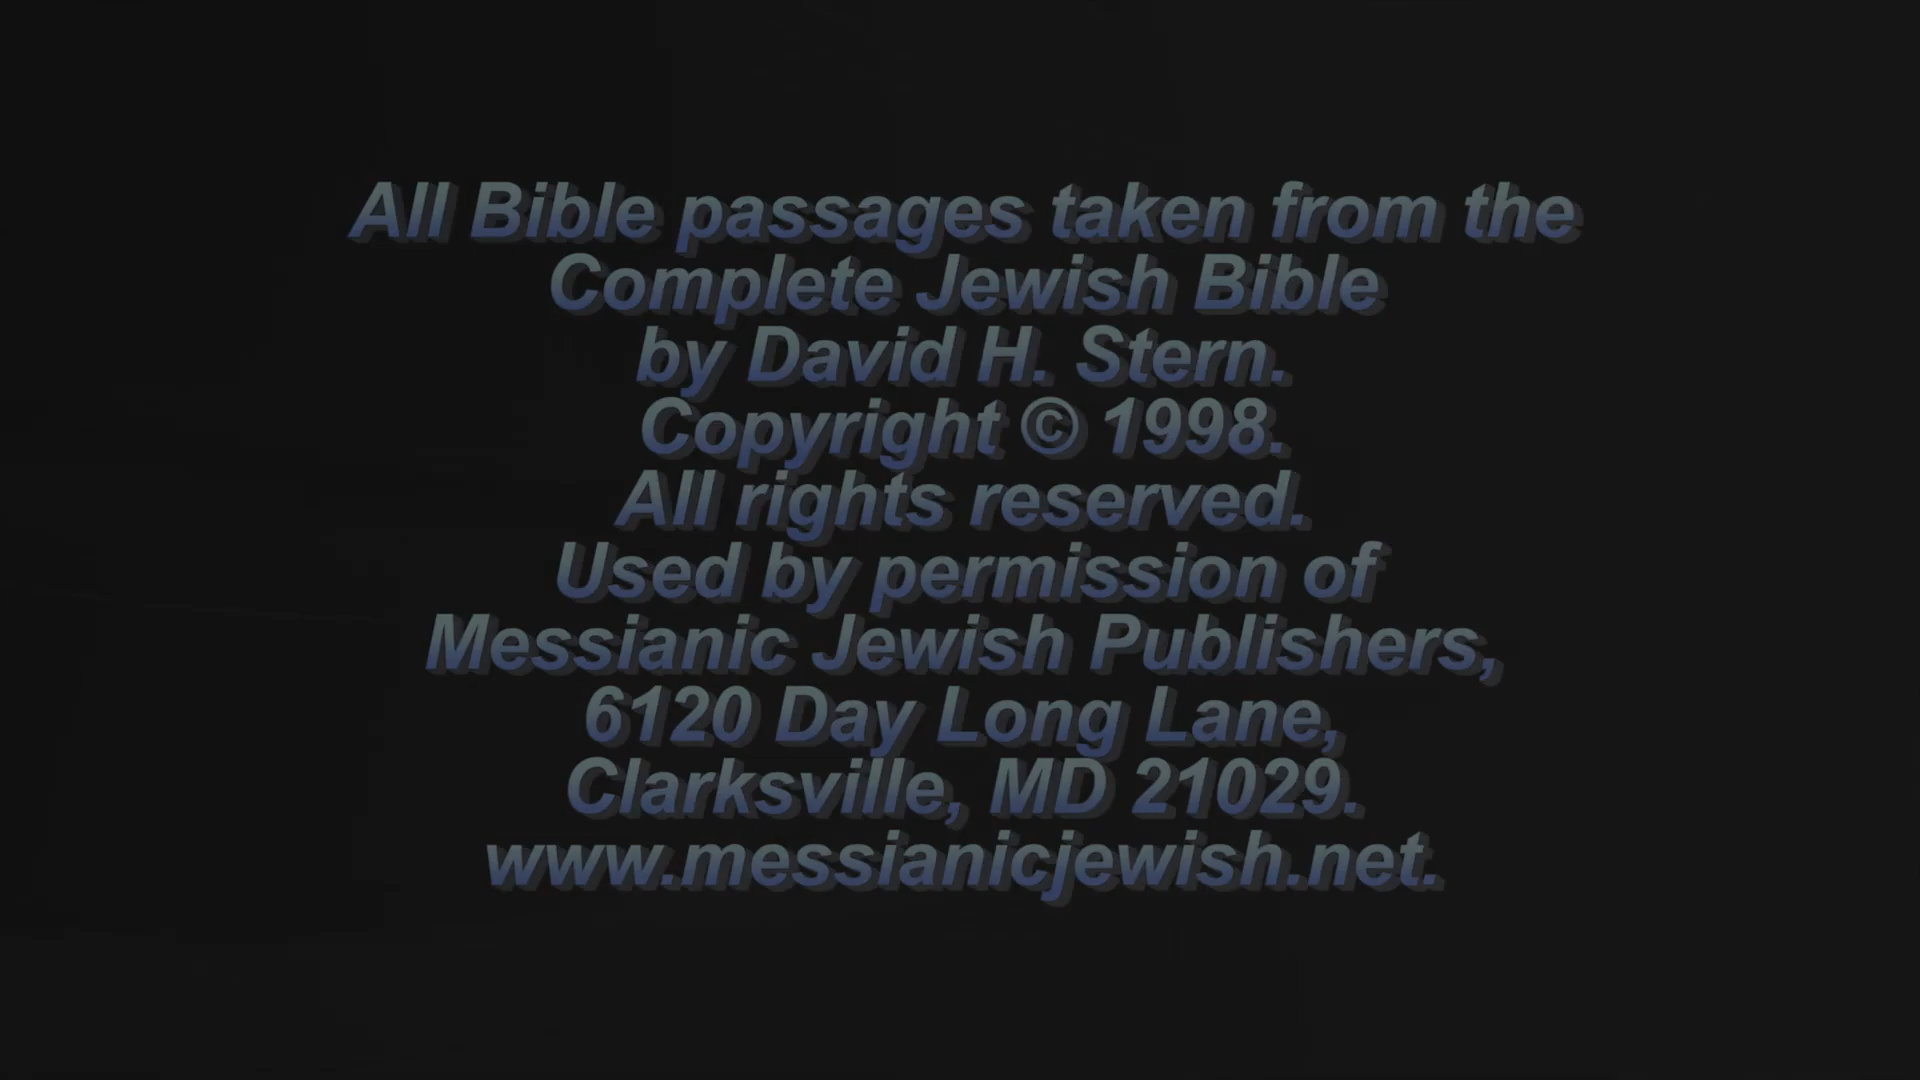 All Bible passages taken from the
Complete Jewish Bible
by David H. Stern.
Copyright © 1998.
All rights reserved.
Used by permission of
Messianic Jewish Publishers,
6120 Day Long Lane,
Clarksville, MD 21029.
www.messianicjewish.net.